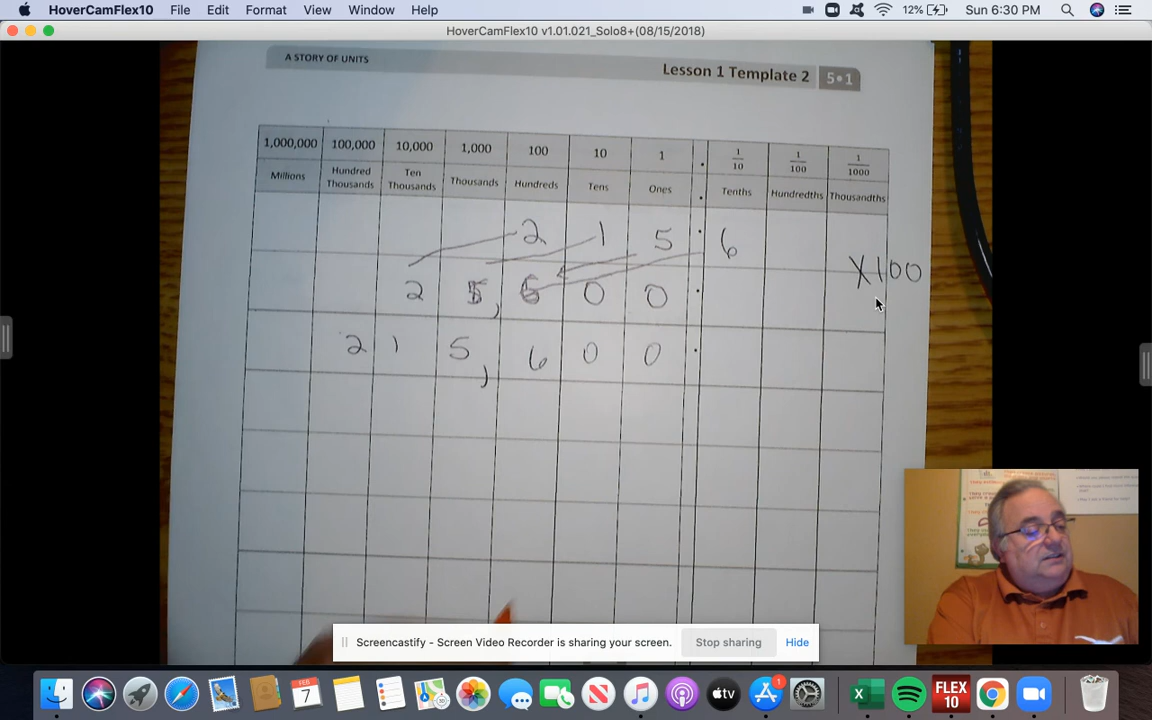 HoverCamFlex10 File Edit Format View Window Help 12% Sun 6:30 PM
HoverCamFlex10 v1.01.021_Solo8+(08/15/2018)
A STORY OF UNITS
Lesson 1 Template 2 5•1
1,000,000 100,000 10,000 1,000 100 10 1 . 1/10 1/100 1/1000
Millions Hundred Thousands Ten Thousands Thousands Hundreds Tens Ones . Tenths Hundredths Thousandths
2 1 5 . 6
X100
2 5, 6 0 0 .
2 1 5, 6 0 0 .
Screencastify - Screen Video Recorder is sharing your screen. Stop sharing Hide
FEB
7
tv
1
FLEX
10